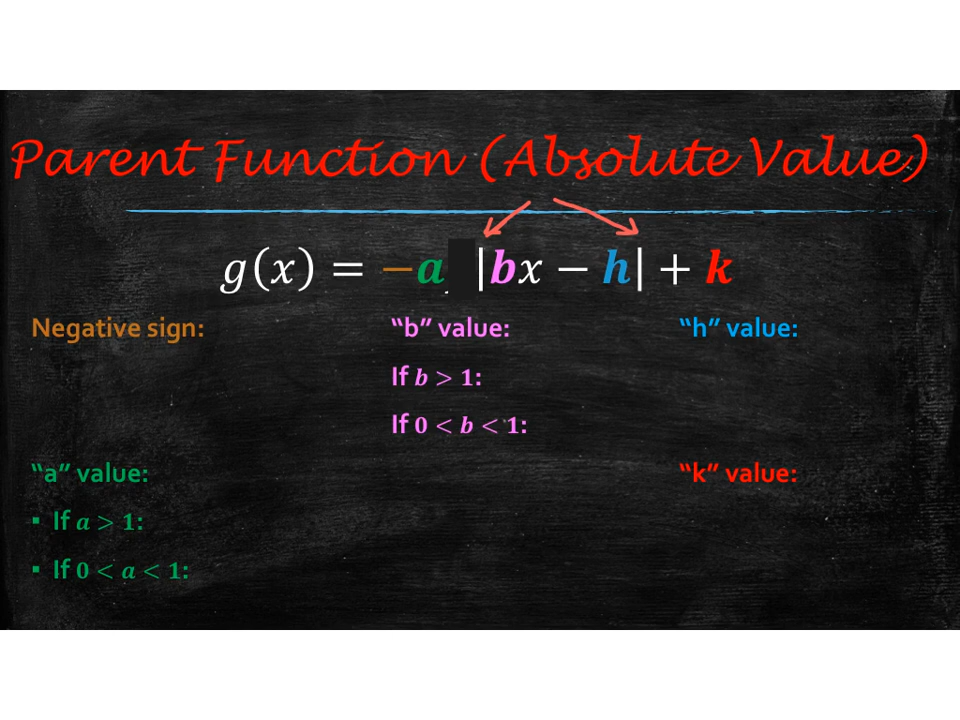 Parent Function (Absolute Value)
g(x) = −a |bx − h| + k
Negative sign:
“b” value:
“h” value:
If b > 1:
If 0 < b < 1:
“a” value:
“k” value:
▪ If a > 1:
▪ If 0 < a < 1: